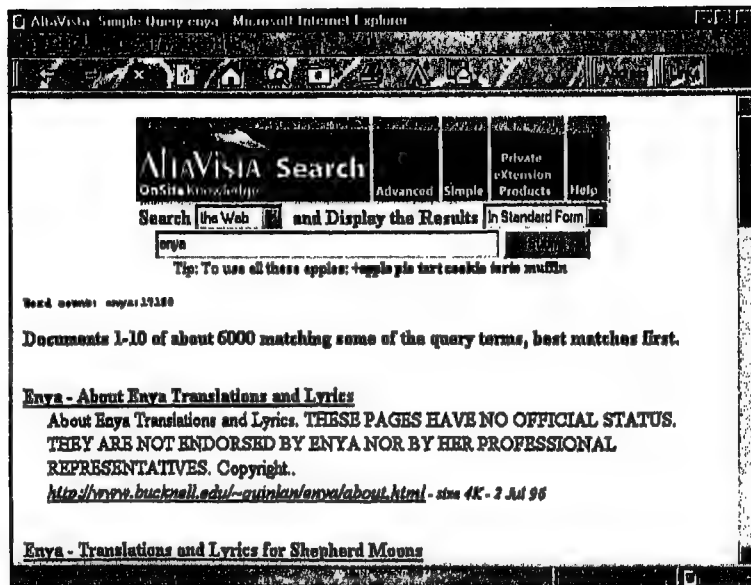 AltaVista: Simple Query enya - Microsoft Internet Explorer
AltaVista Search
OnSite Knowledge
Advanced
Simple
Private eXtension Products
Help
Search the Web and Display the Results In Standard Form
enya
Tip: To use all these apples: +apple pie tart cookie torte muffin
Word count: enya:
Documents 1-10 of about 6000 matching some of the query terms, best matches first.
Enya - About Enya Translations and Lyrics
About Enya Translations and Lyrics. THESE PAGES HAVE NO OFFICIAL STATUS.
THEY ARE NOT ENDORSED BY ENYA NOR BY HER PROFESSIONAL
REPRESENTATIVES. Copyright..
http://www.bucknell.edu/~quinlan/enya/about.html - size 4K - 2 Jul 96
Enya - Translations and Lyrics for Shepherd Moons